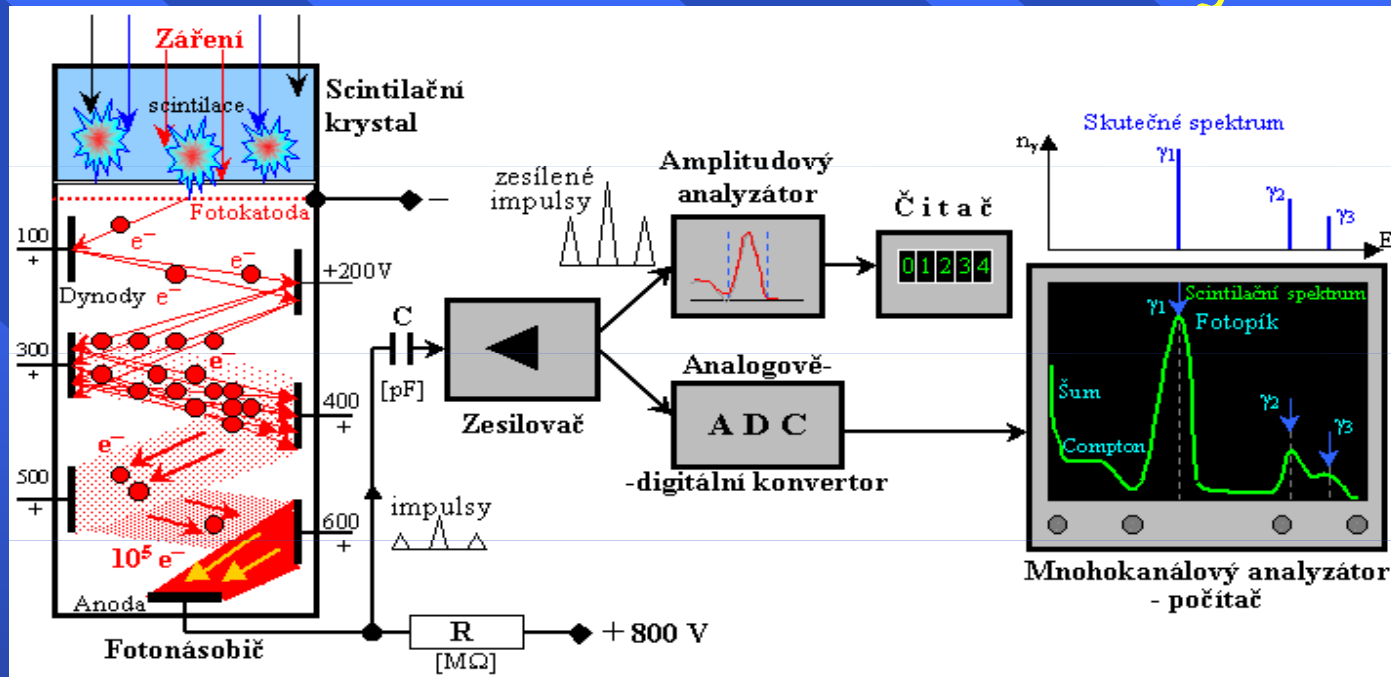 Záření
scintilace
Scintilační
krystal
Fotokatoda
–
100
+
e⁻
e⁻
e⁻
+200V
Dynody
300
+
e⁻
400
+
e⁻
500
+
600
+
10⁵ e⁻
Anoda
Fotonásobič
impulsy
R
[MΩ]
+ 800 V
C
[pF]
Zesilovač
zesílené
impulsy
Amplitudový
analyzátor
Čitač
01234
Analogově-
ADC
-digitální konvertor
Skutečné spektrum
nγ
γ1
γ2
γ3
E
Scintilační spektrum
γ1
Fotopík
Šum
Compton
γ2
γ3
Mnohokanálový analyzátor
- počítač